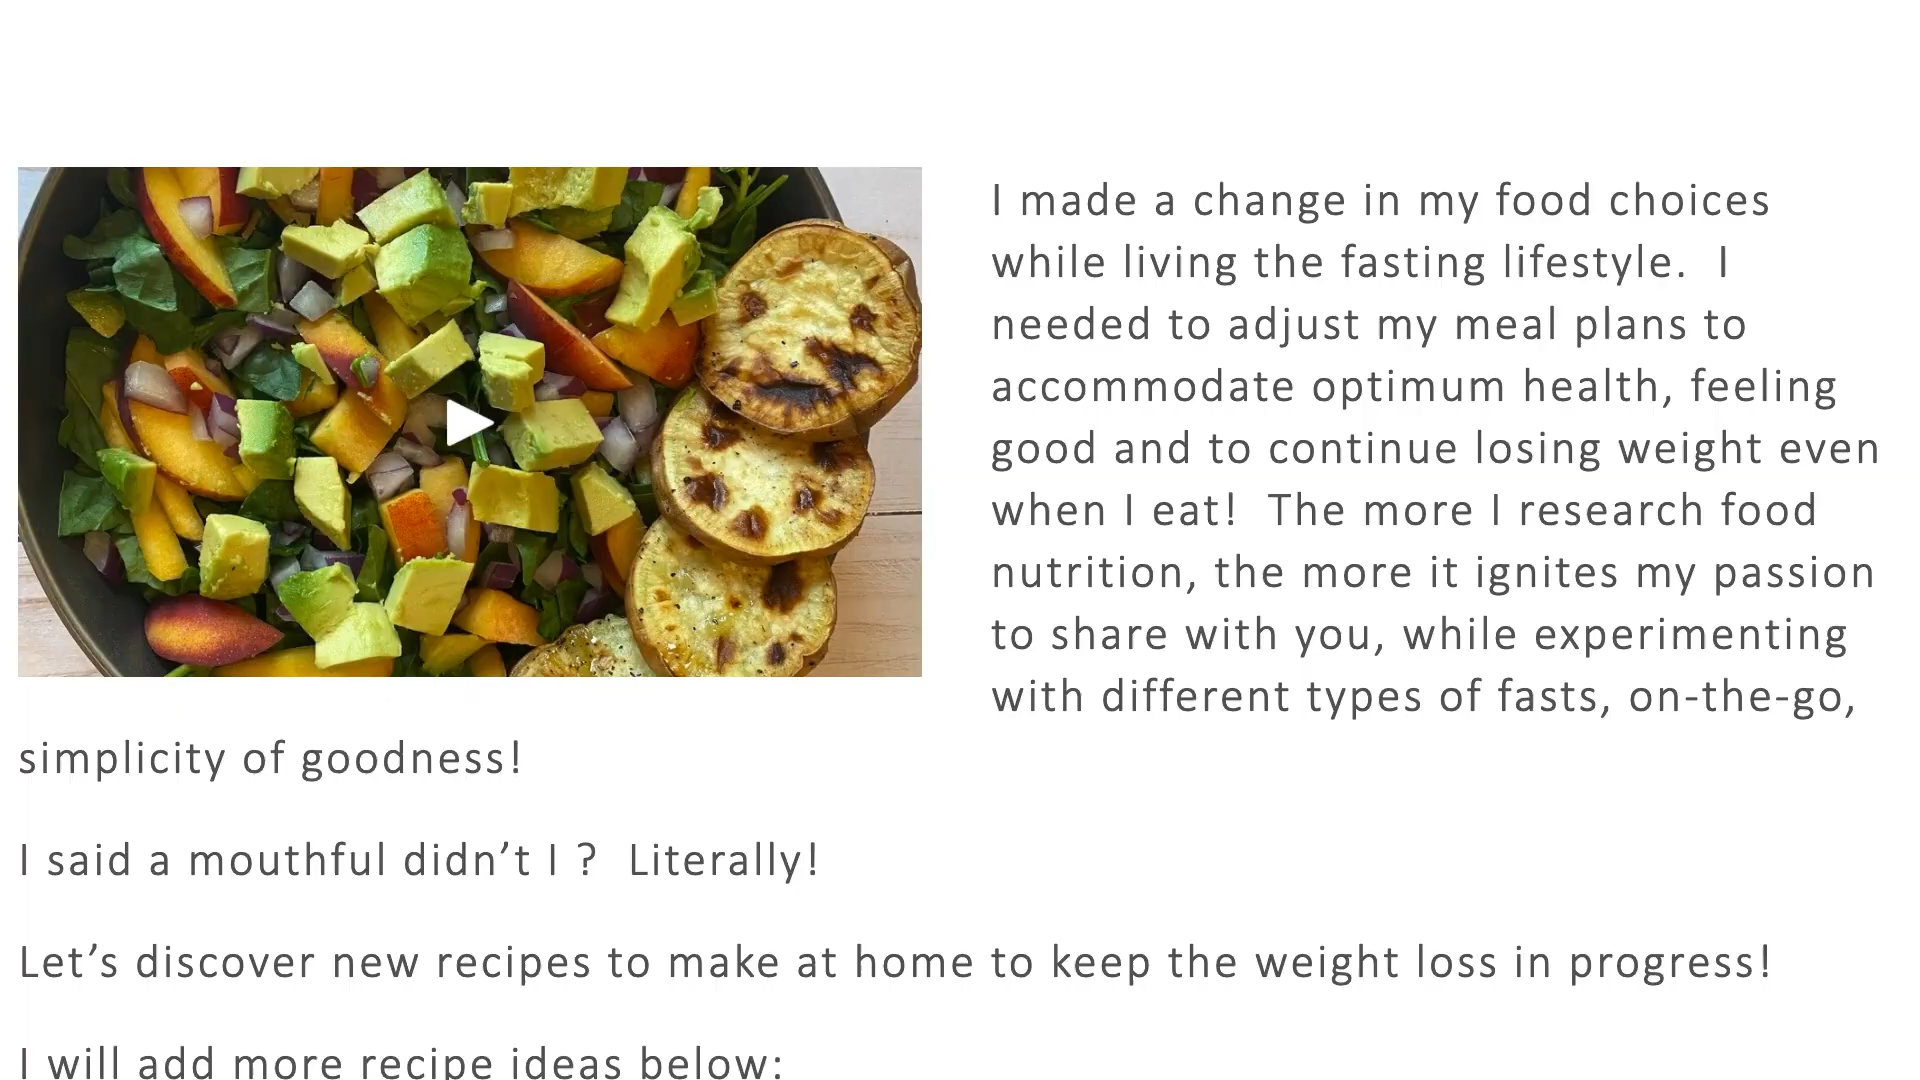 I made a change in my food choices
while living the fasting lifestyle.  I
needed to adjust my meal plans to
accommodate optimum health, feeling
good and to continue losing weight even
when I eat!  The more I research food
nutrition, the more it ignites my passion
to share with you, while experimenting
with different types of fasts, on-the-go,
simplicity of goodness!
I said a mouthful didn’t I ?  Literally!
Let’s discover new recipes to make at home to keep the weight loss in progress!
I will add more recipe ideas below: